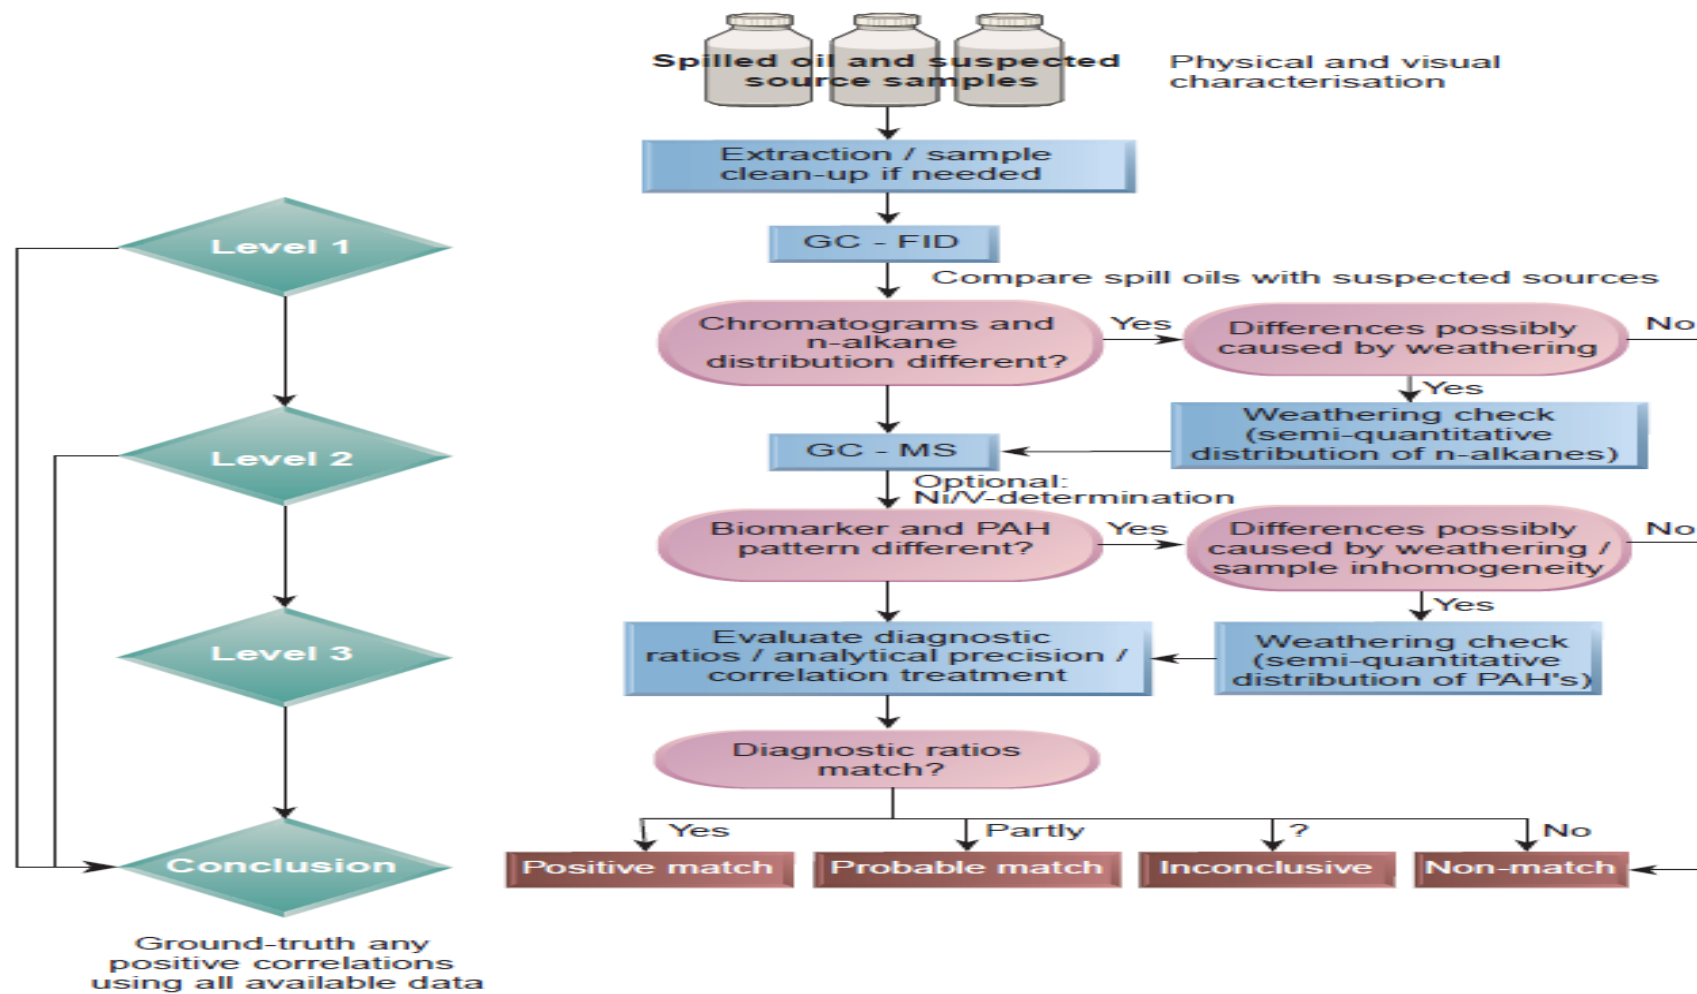 Spilled oil and suspected
source samples
Physical and visual
characterisation
Extraction / sample
clean-up if needed
Level 1
GC - FID
Compare spill oils with suspected sources
Chromatograms and
n-alkane
distribution different?
Yes
Differences possibly
caused by weathering
No
Yes
Level 2
Weathering check
(semi-quantitative
distribution of n-alkanes)
GC - MS
Optional:
Ni/V-determination
Biomarker and PAH
pattern different?
Yes
Differences possibly
caused by weathering /
sample inhomogeneity
No
Yes
Level 3
Evaluate diagnostic
ratios / analytical precision /
correlation treatment
Weathering check
(semi-quantitative
distribution of PAH's)
Diagnostic ratios
match?
Yes
Partly
?
No
Conclusion
Positive match
Probable match
Inconclusive
Non-match
Ground-truth any
positive correlations
using all available data